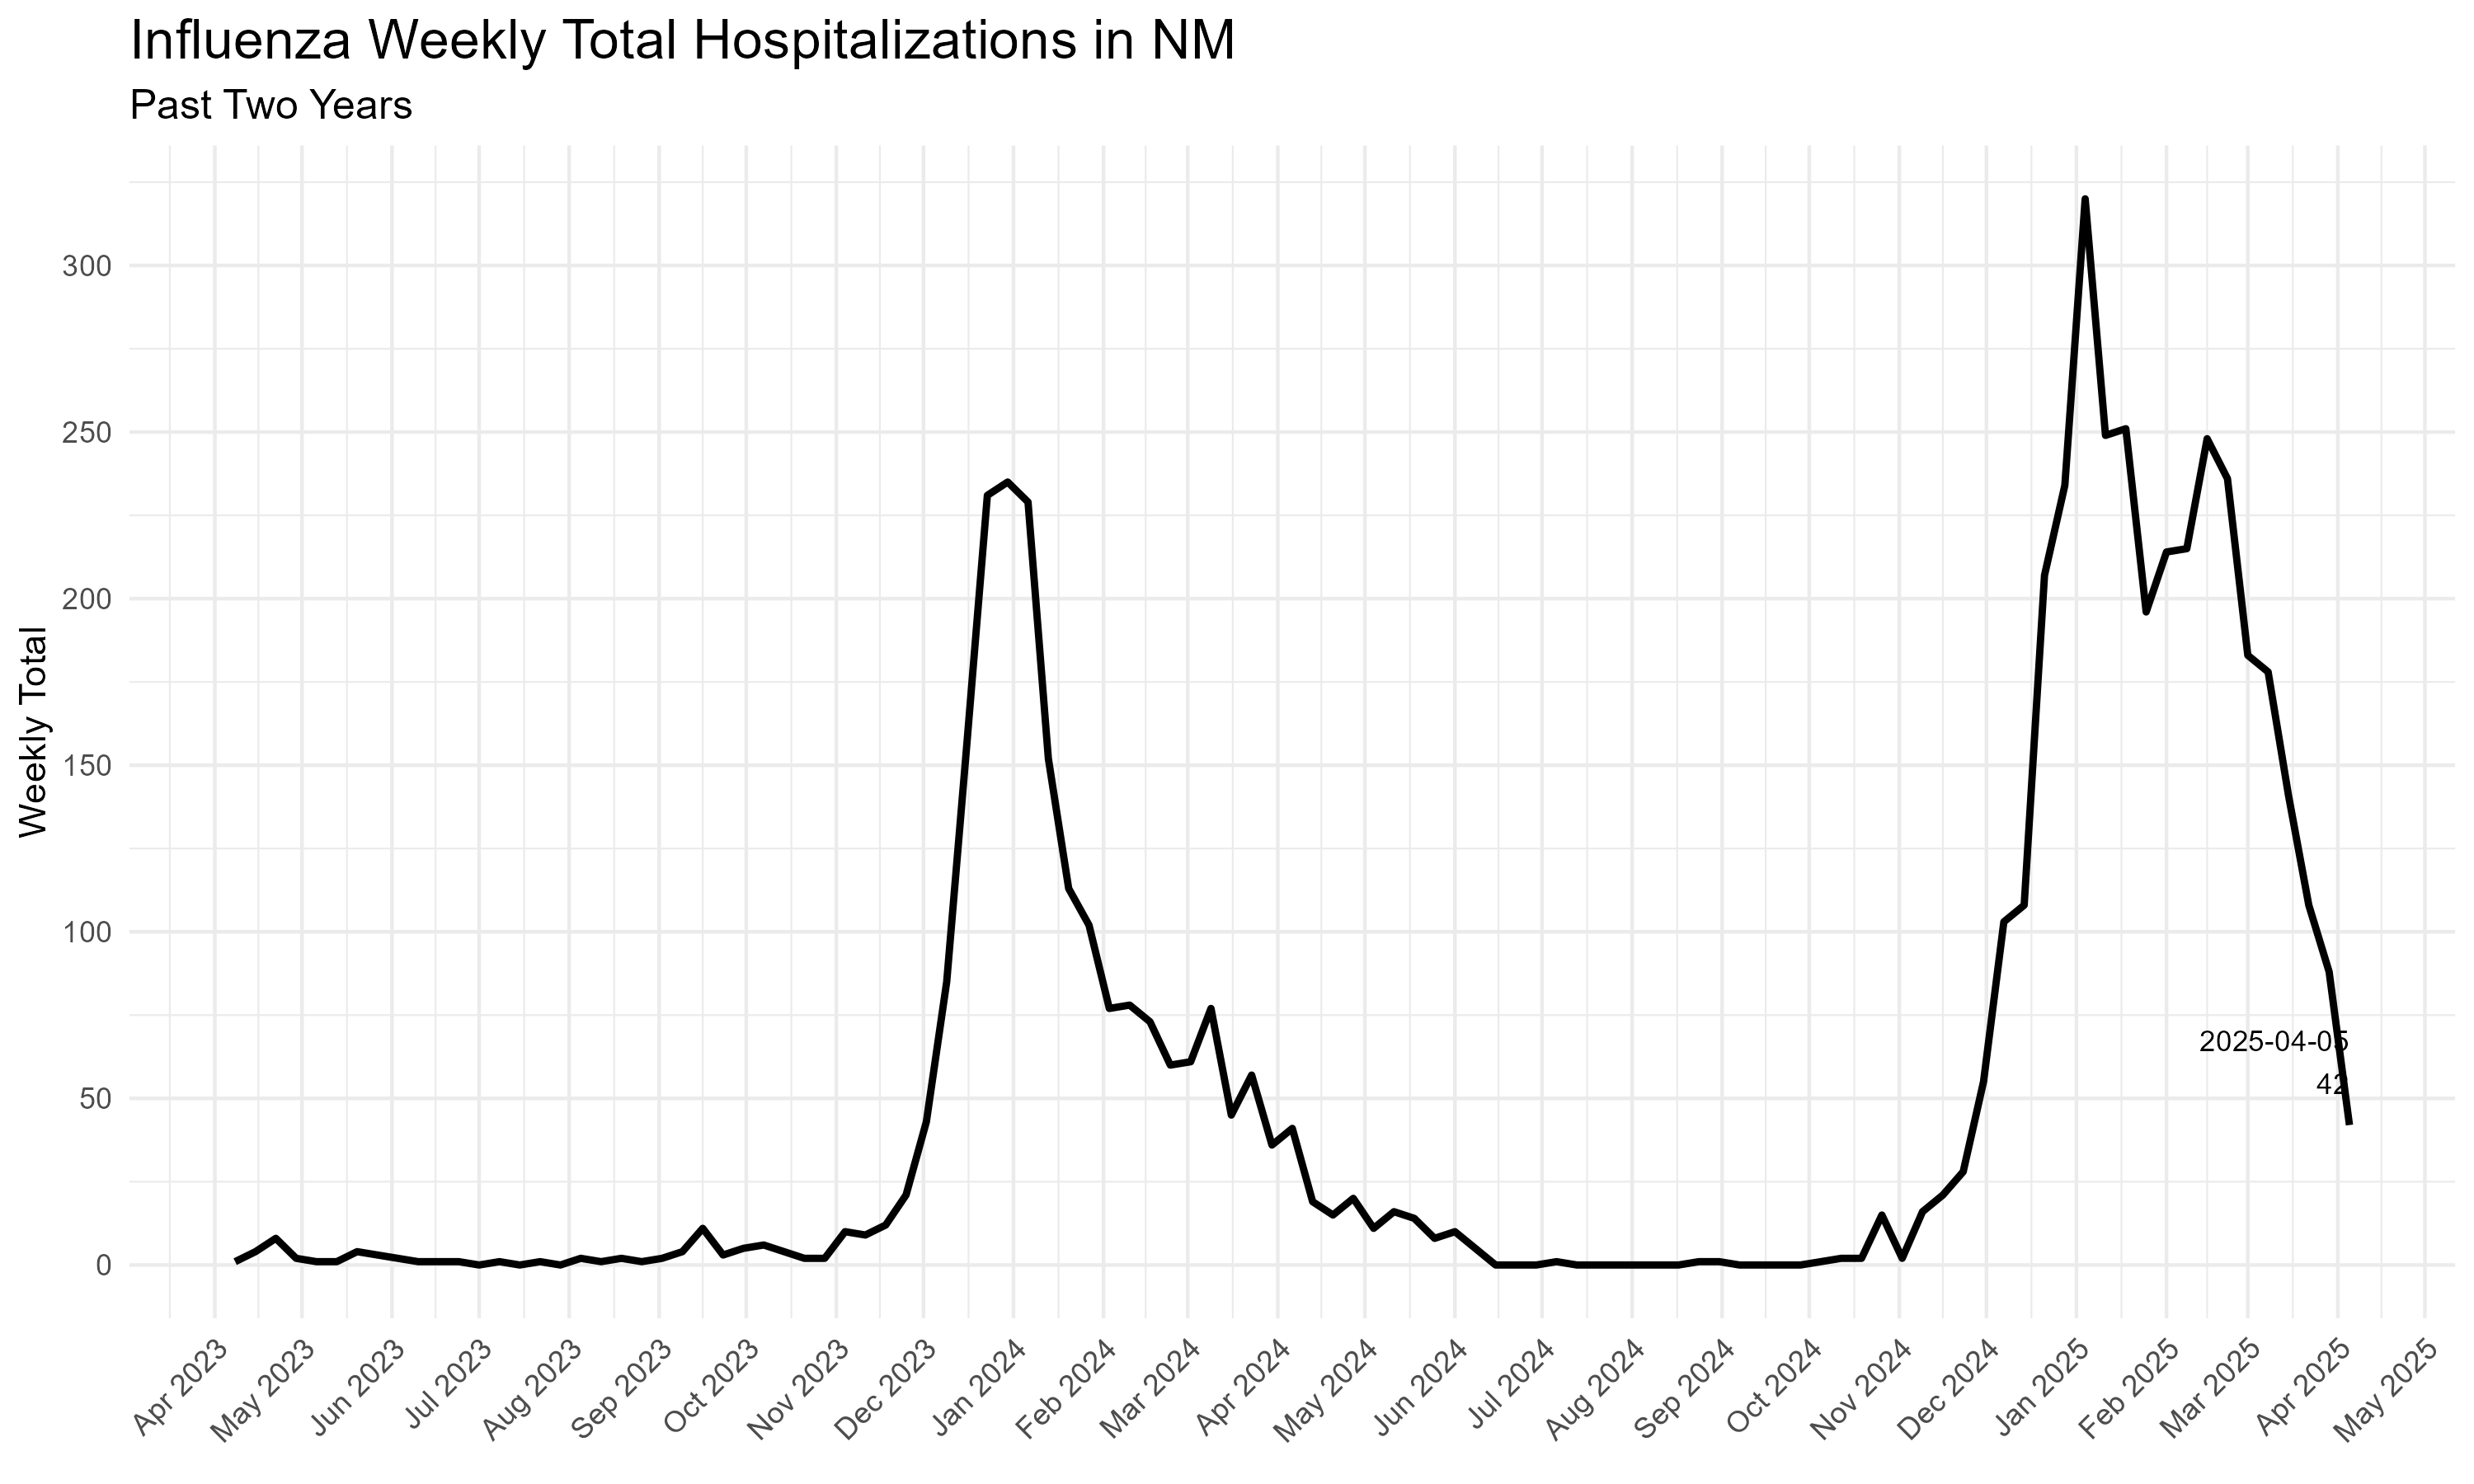 Influenza Weekly Total Hospitalizations in NM
Past Two Years
Weekly Total
300
250
200
150
100
50
0
2025-04-05
42
Apr 2023
May 2023
Jun 2023
Jul 2023
Aug 2023
Sep 2023
Oct 2023
Nov 2023
Dec 2023
Jan 2024
Feb 2024
Mar 2024
Apr 2024
May 2024
Jun 2024
Jul 2024
Aug 2024
Sep 2024
Oct 2024
Nov 2024
Dec 2024
Jan 2025
Feb 2025
Mar 2025
Apr 2025
May 2025